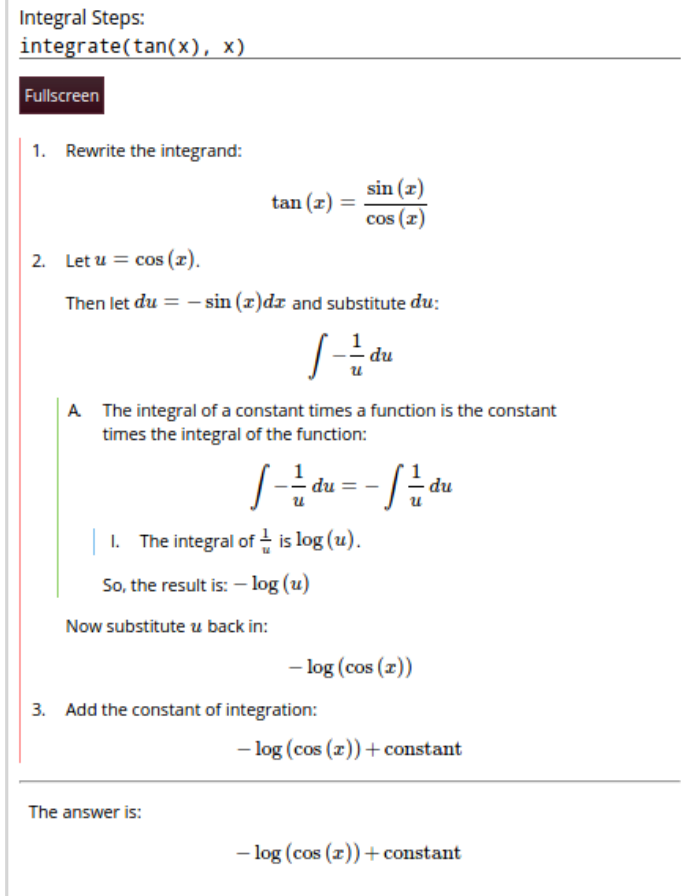 Integral Steps:
integrate(tan(x), x)
Fullscreen
1. Rewrite the integrand:
tan (x) = sin (x) / cos (x)
2. Let u = cos (x).
Then let du = − sin (x)dx and substitute du:
∫ −1/u du
A. The integral of a constant times a function is the constant
times the integral of the function:
∫ −1/u du = − ∫ 1/u du
I. The integral of 1/u is log (u).
So, the result is: − log (u)
Now substitute u back in:
− log (cos (x))
3. Add the constant of integration:
− log (cos (x)) + constant
The answer is:
− log (cos (x)) + constant